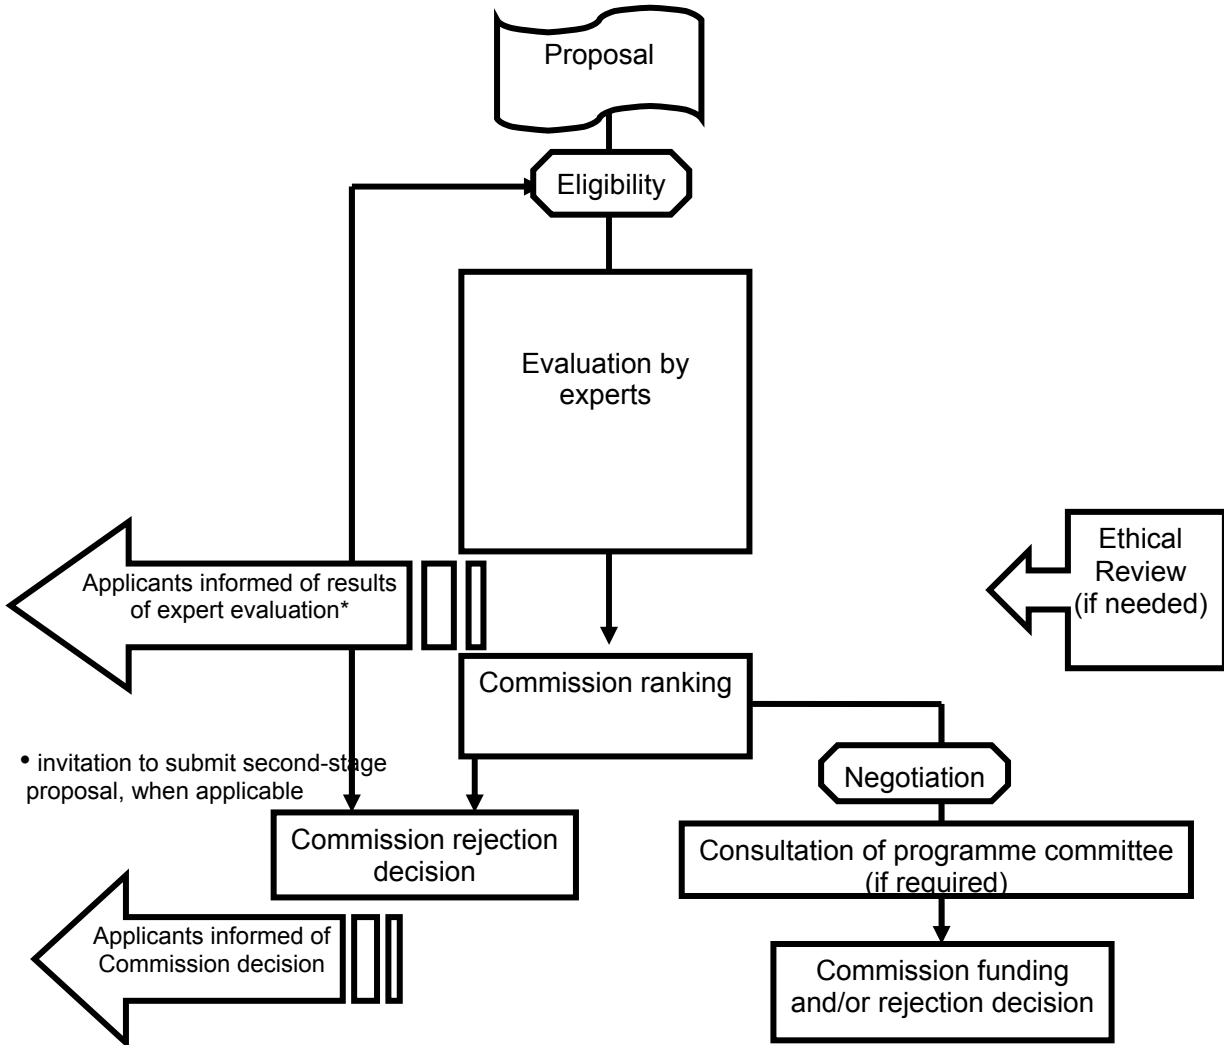 Proposal
Eligibility
Evaluation by
experts
Ethical
Review
(if needed)
Applicants informed of results
of expert evaluation*
Commission ranking
• invitation to submit second-stage
proposal, when applicable
Negotiation
Commission rejection
decision
Consultation of programme committee
(if required)
Applicants informed of
Commission decision
Commission funding
and/or rejection decision